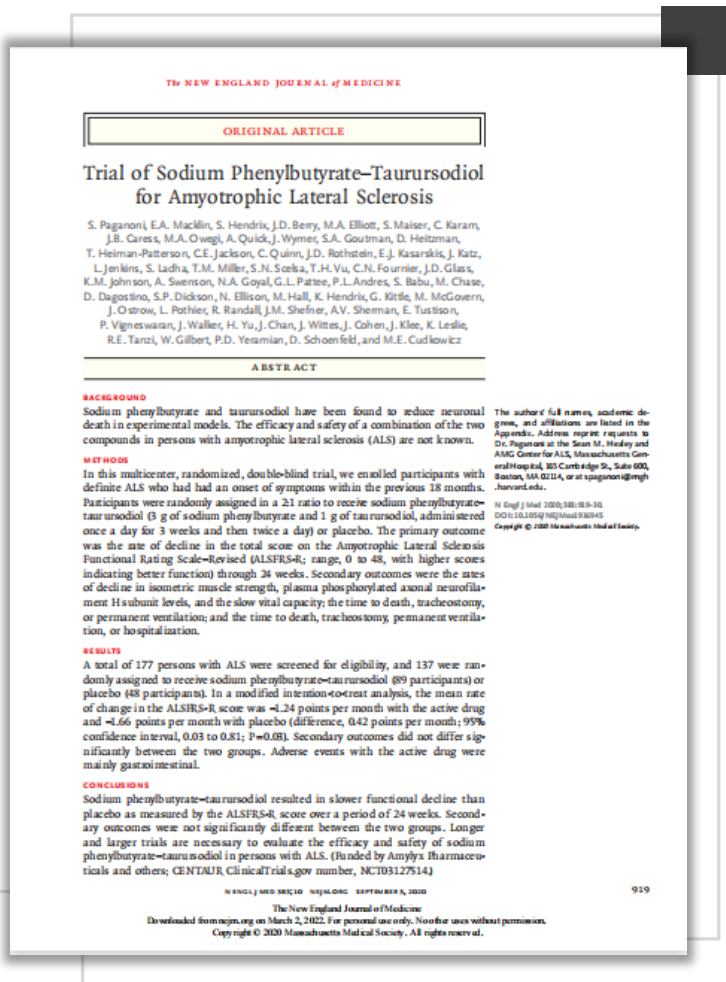 The NEW ENGLAND JOURNAL of MEDICINE
ORIGINAL ARTICLE
Trial of Sodium Phenylbutyrate–Taurursodiol
for Amyotrophic Lateral Sclerosis
S. Paganoni, E.A. Macklin, S. Hendrix, J.D. Berry, M.A. Elliott, S. Maiser, C. Karam,
J.B. Caress, M.A. Owegi, A. Quick, J. Wymer, S.A. Goutman, D. Heitzman,
T. Heiman-Patterson, C.E. Jackson, C. Quinn, J.D. Rothstein, E.J. Kasarskis, J. Katz,
L. Jenkins, S. Ladha, T.M. Miller, S.N. Scelsa, T.H. Vu, C.N. Fournier, J.D. Glass,
K.M. Johnson, A. Swenson, N.A. Goyal, G.L. Pattee, P.L. Andres, S. Babu, M. Chase,
D. Dagostino, S.P. Dickson, N. Ellison, M. Hall, K. Hendrix, G. Kittle, M. McGovern,
J. Ostrow, L. Pothier, R. Randall, J.M. Shefner, A.V. Sherman, E. Tustison,
P. Vigneswaran, J. Walker, H. Yu, J. Chan, J. Wittes, J. Cohen, J. Klee, K. Leslie,
R.E. Tanzi, W. Gilbert, P.D. Yeramian, D. Schoenfeld, and M.E. Cudkowicz
ABSTRACT
BACKGROUND
Sodium phenylbutyrate and taurursodiol have been found to reduce neuronal
death in experimental models. The efficacy and safety of a combination of the two
compounds in persons with amyotrophic lateral sclerosis (ALS) are not known.
METHODS
In this multicenter, randomized, double-blind trial, we enrolled participants with
definite ALS who had had an onset of symptoms within the previous 18 months.
Participants were randomly assigned in a 2:1 ratio to receive sodium phenylbutyrate–
taurursodiol (3 g of sodium phenylbutyrate and 1 g of taurursodiol, administered
once a day for 3 weeks and then twice a day) or placebo. The primary outcome
was the rate of decline in the total score on the Amyotrophic Lateral Sclerosis
Functional Rating Scale–Revised (ALSFRS-R; range, 0 to 48, with higher scores
indicating better function) through 24 weeks. Secondary outcomes were the rates
of decline in isometric muscle strength, plasma phosphorylated axonal neurofila-
ment H subunit levels, and the slow vital capacity; the time to death, tracheostomy,
or permanent ventilation; and the time to death, tracheostomy, permanent ventila-
tion, or hospitalization.
RESULTS
A total of 177 persons with ALS were screened for eligibility, and 137 were ran-
domly assigned to receive sodium phenylbutyrate–taurursodiol (89 participants) or
placebo (48 participants). In a modified intention-to-treat analysis, the mean rate
of change in the ALSFRS-R score was −1.24 points per month with the active drug
and −1.66 points per month with placebo (difference, 0.42 points per month; 95%
confidence interval, 0.03 to 0.81; P=0.03). Secondary outcomes did not differ sig-
nificantly between the two groups. Adverse events with the active drug were
mainly gastrointestinal.
CONCLUSIONS
Sodium phenylbutyrate–taurursodiol resulted in slower functional decline than
placebo as measured by the ALSFRS-R score over a period of 24 weeks. Second-
ary outcomes were not significantly different between the two groups. Longer
and larger trials are necessary to evaluate the efficacy and safety of sodium
phenylbutyrate–taurursodiol in persons with ALS. (Funded by Amylyx Pharmaceu-
ticals and others; CENTAUR ClinicalTrials.gov number, NCT03127514.)
The authors' full names, academic de-
grees, and affiliations are listed in the
Appendix. Address reprint requests to
Dr. Paganoni at the Sean M. Healey and
AMG Center for ALS, Massachusetts Gen-
eral Hospital, 165 Cambridge St., Suite 600,
Boston, MA 02114, or at spaganoni@mgh
.harvard.edu.
N Engl J Med 2020;383:919-30.
DOI: 10.1056/NEJMoa1916945
Copyright © 2020 Massachusetts Medical Society.
N ENGL J MED 383;10 NEJM.ORG SEPTEMBER 3, 2020
919
The New England Journal of Medicine
Downloaded from nejm.org on March 2, 2022. For personal use only. No other uses without permission.
Copyright © 2020 Massachusetts Medical Society. All rights reserved.